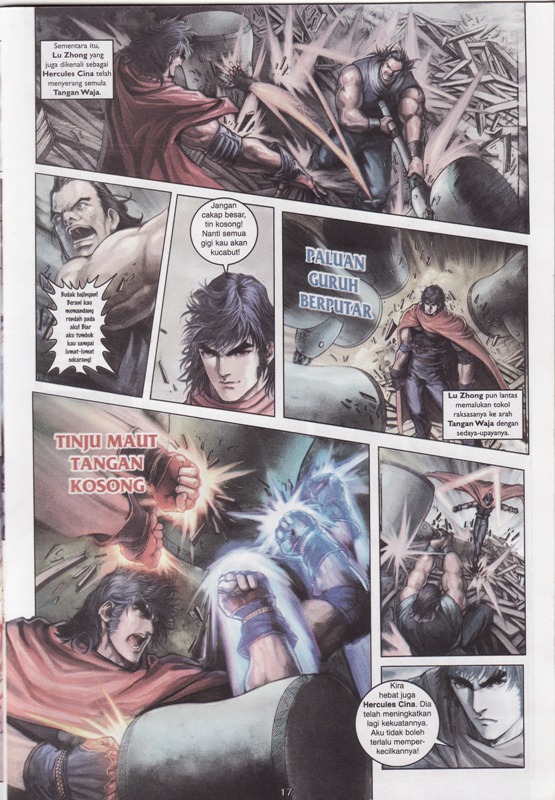 Sementara itu,
Lu Zhong yang
juga dikenali sebagai
Hercules Cina telah
menyerang semula
Tangan Waja.
Budak bajingan!
Berani kau
memandang
rendah pada
aku! Biar
aku tumbuk
kau sampai
lumat-lumat
sekarang!
Jangan
cakap besar,
tin kosong!
Nanti semua
gigi kau akan
kucabut!
PALUAN
GURUH
BERPUTAR
Lu Zhong pun lantas
memalukan tokol
raksasanya ke arah
Tangan Waja dengan
sedaya-upayanya.
TINJU MAUT
TANGAN
KOSONG
Kira
hebat juga
Hercules Cina. Dia
telah meningkatkan
lagi kekuatannya.
Aku tidak boleh
terlalu memper-
kecilkannya!
17